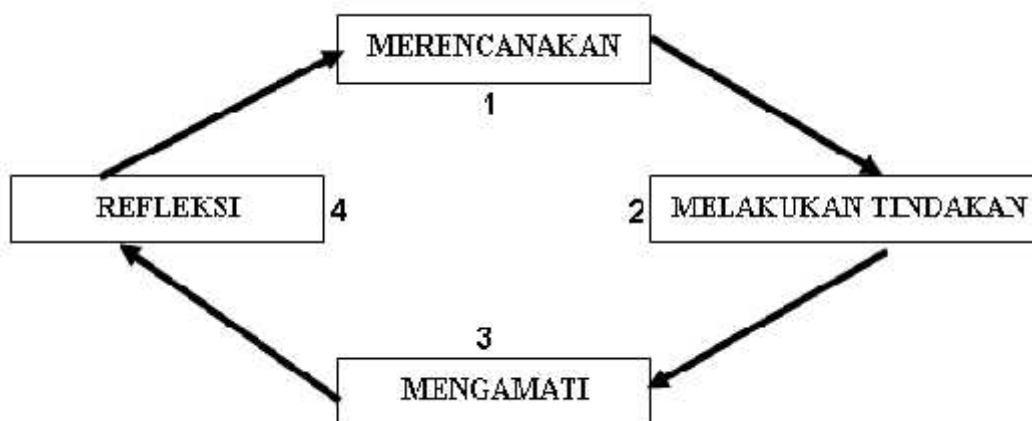 MERENCANAKAN
1
REFLEKSI
4
2
MELAKUKAN TINDAKAN
3
MENGAMATI